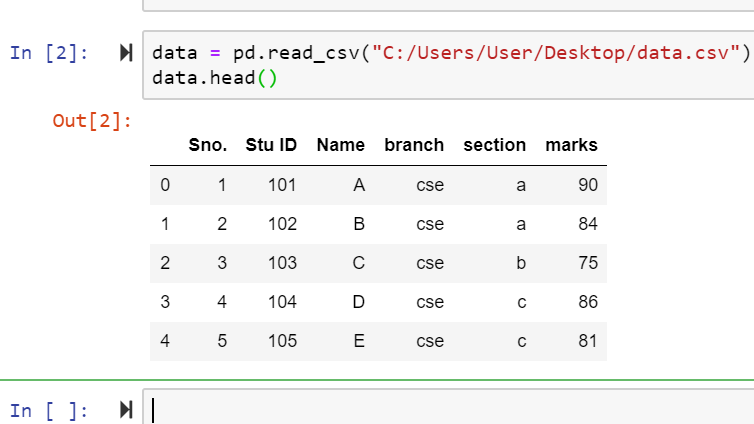 In [2]: data = pd.read_csv("C:/Users/User/Desktop/data.csv")
data.head()
Out[2]:
Sno. Stu ID Name branch section marks
0 1 101 A cse a 90
1 2 102 B cse a 84
2 3 103 C cse b 75
3 4 104 D cse c 86
4 5 105 E cse c 81
In [ ]: